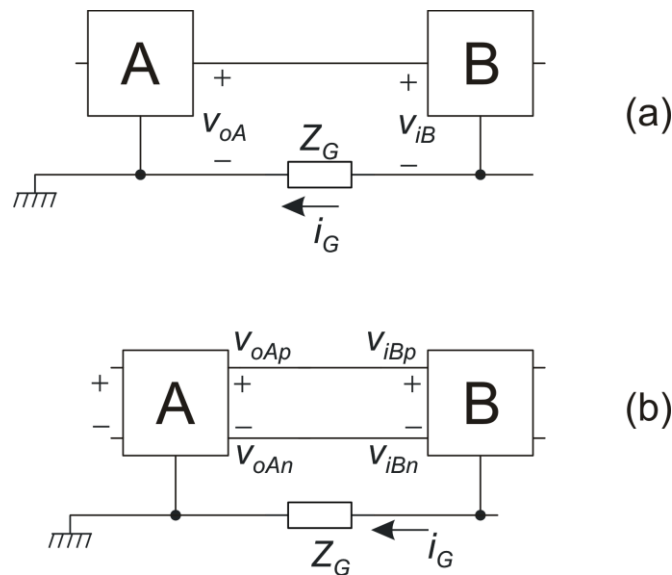 A B
+ +
v_oA v_iB (a)
− Z_G −
i_G
v_oAp v_iBp
+ + +
A B (b)
− − −
v_oAn v_iBn
Z_G i_G